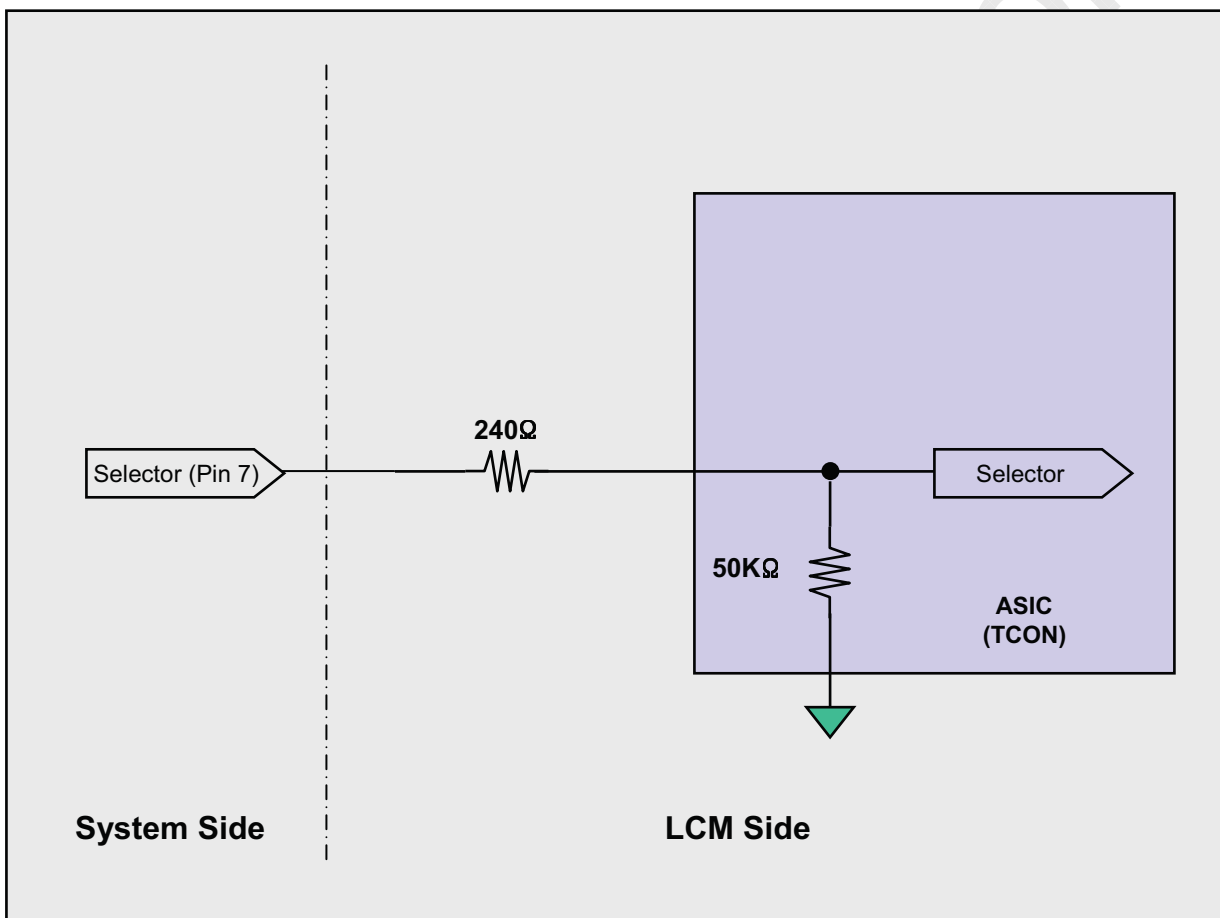 240Ω
Selector (Pin 7)
Selector
50KΩ
ASIC
(TCON)
System Side
LCM Side